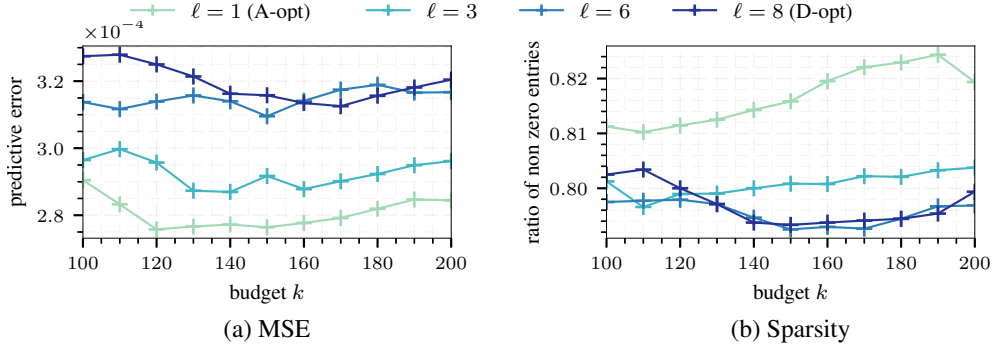 ℓ = 1 (A-opt) ℓ = 3 ℓ = 6 ℓ = 8 (D-opt)
×10⁻⁴
predictive error
3.2
3.0
2.8
100 120 140 160 180 200
budget k
(a) MSE
ratio of non zero entries
0.82
0.81
0.80
100 120 140 160 180 200
budget k
(b) Sparsity